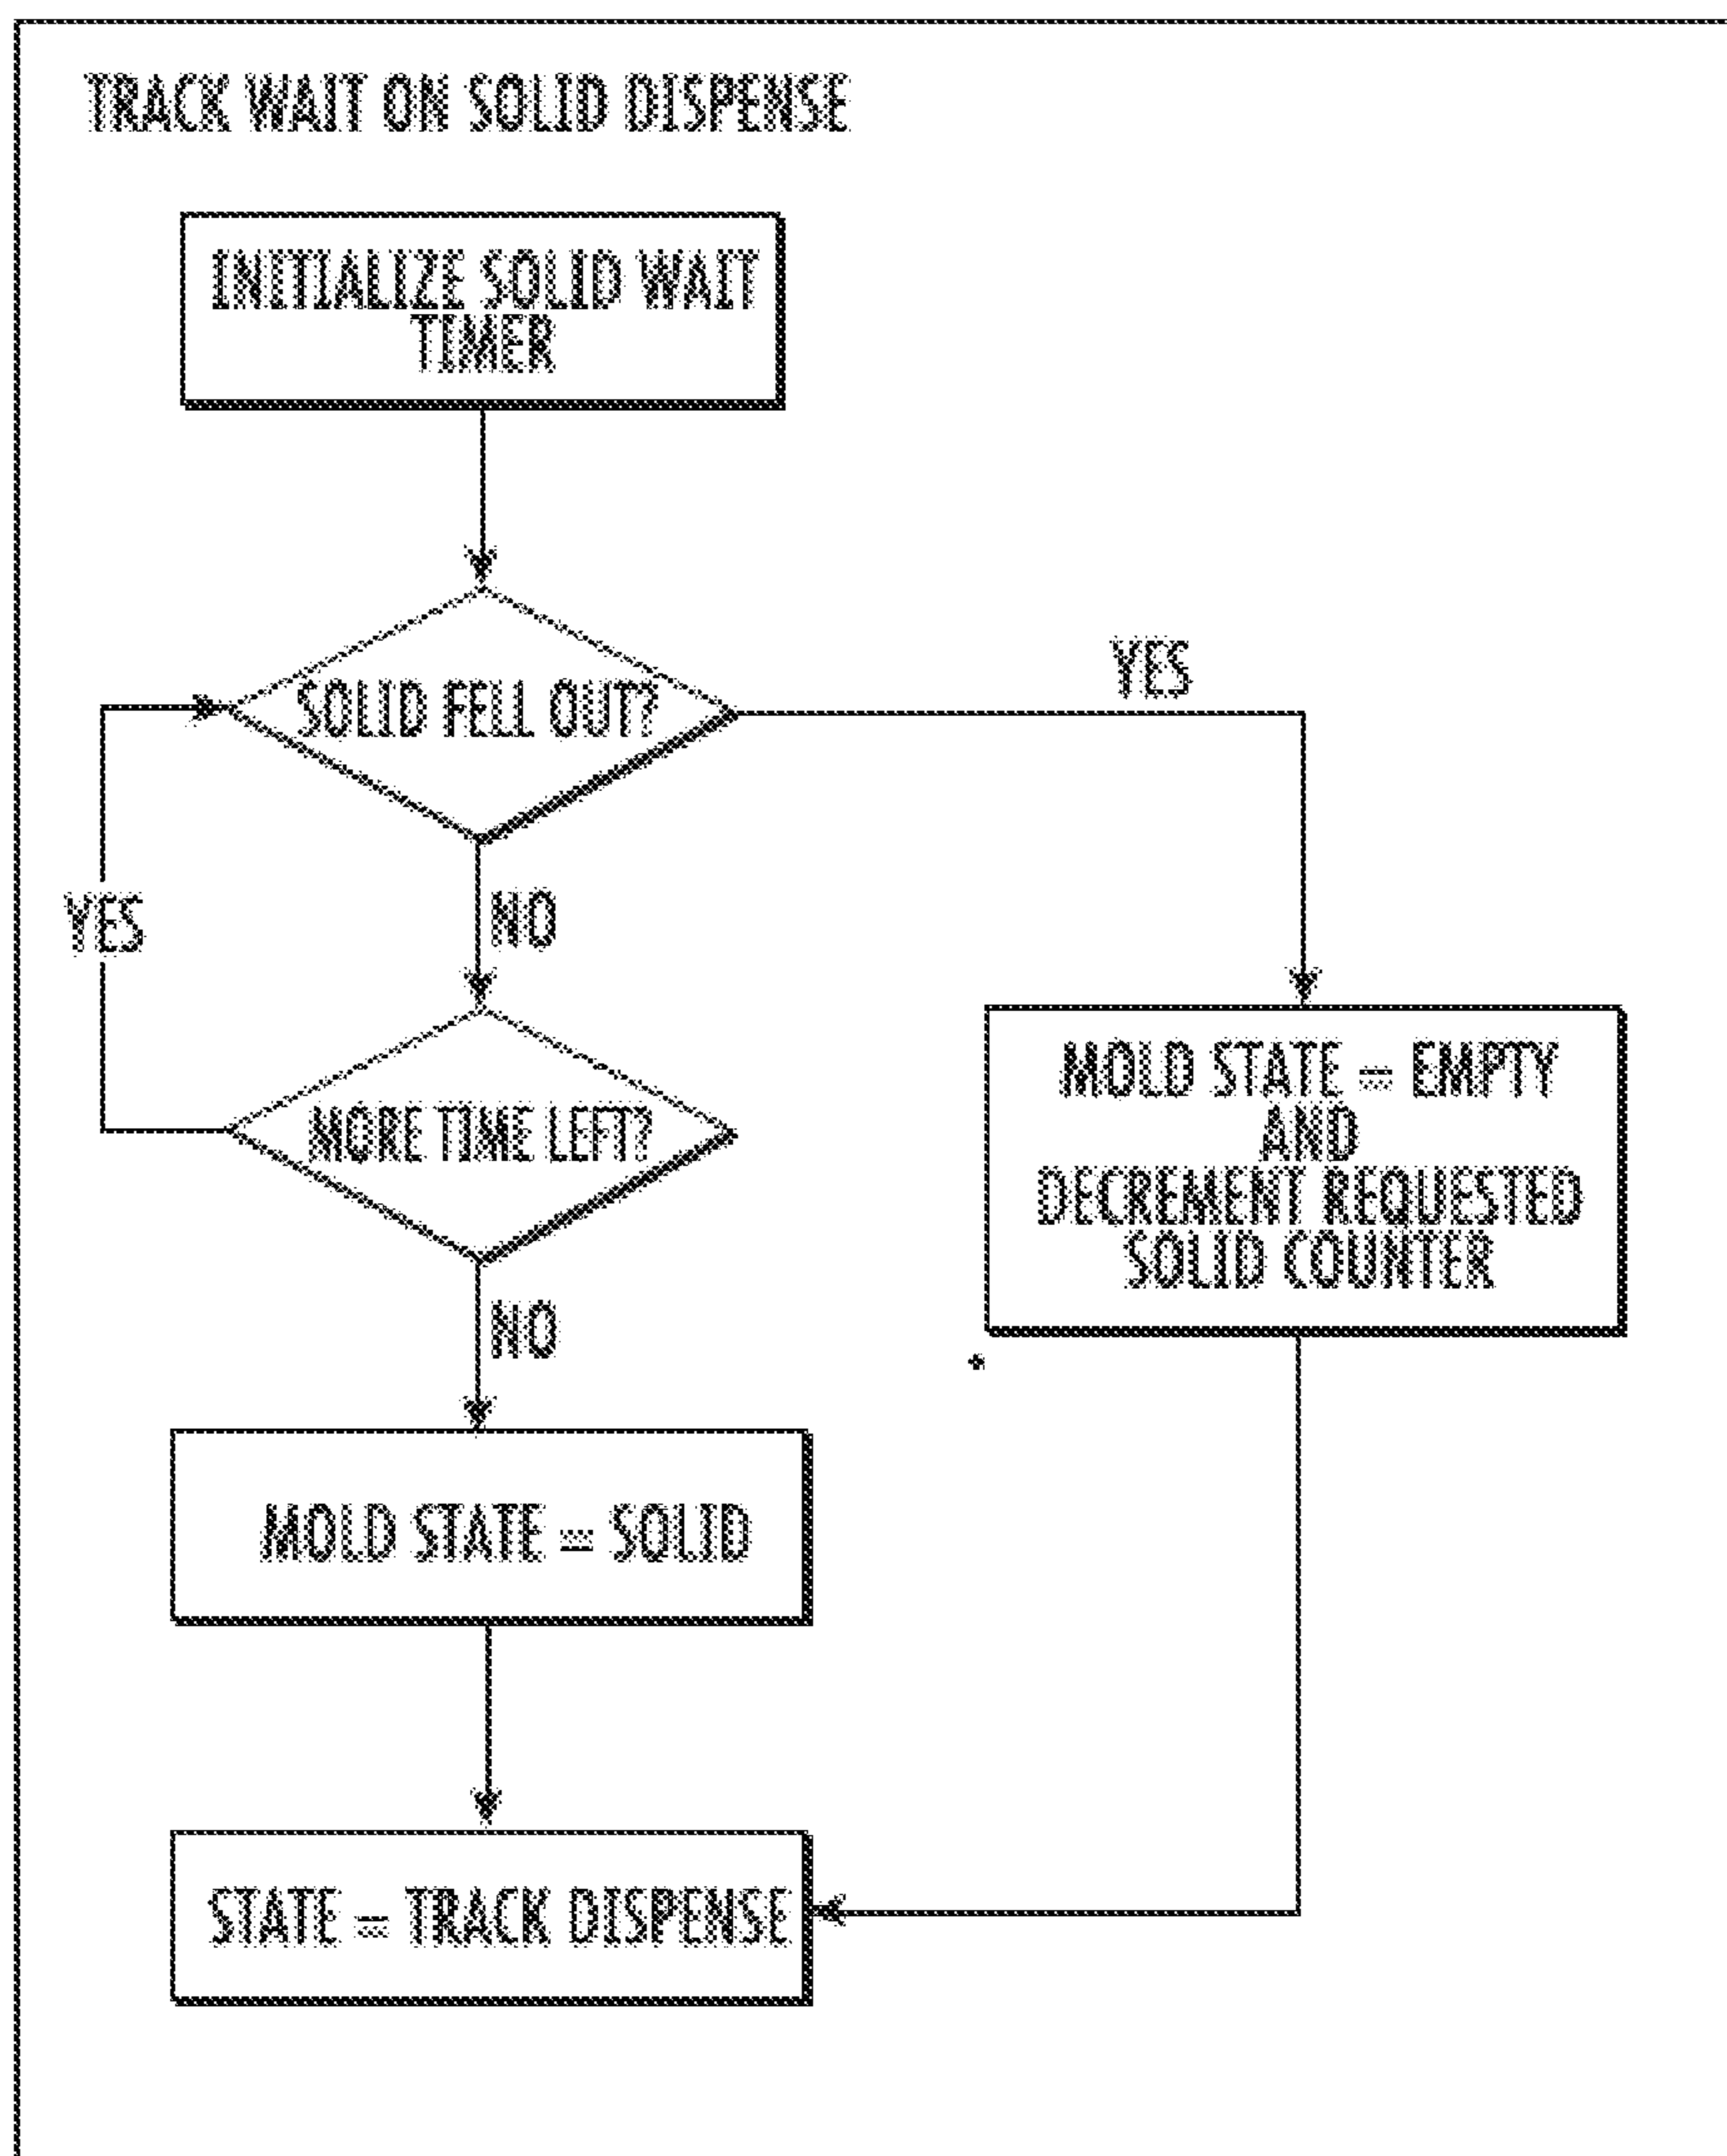 TRACK WAIT ON SOLID DISPENSE
INITIALIZE SOLID WAIT
TIMER
SOLID FELL OUT?
YES
YES
NO
MORE TIME LEFT?
MOLD STATE = EMPTY
AND
DECREMENT REQUESTED
SOLID COUNTER
NO
MOLD STATE = SOLID
STATE = TRACK DISPENSE